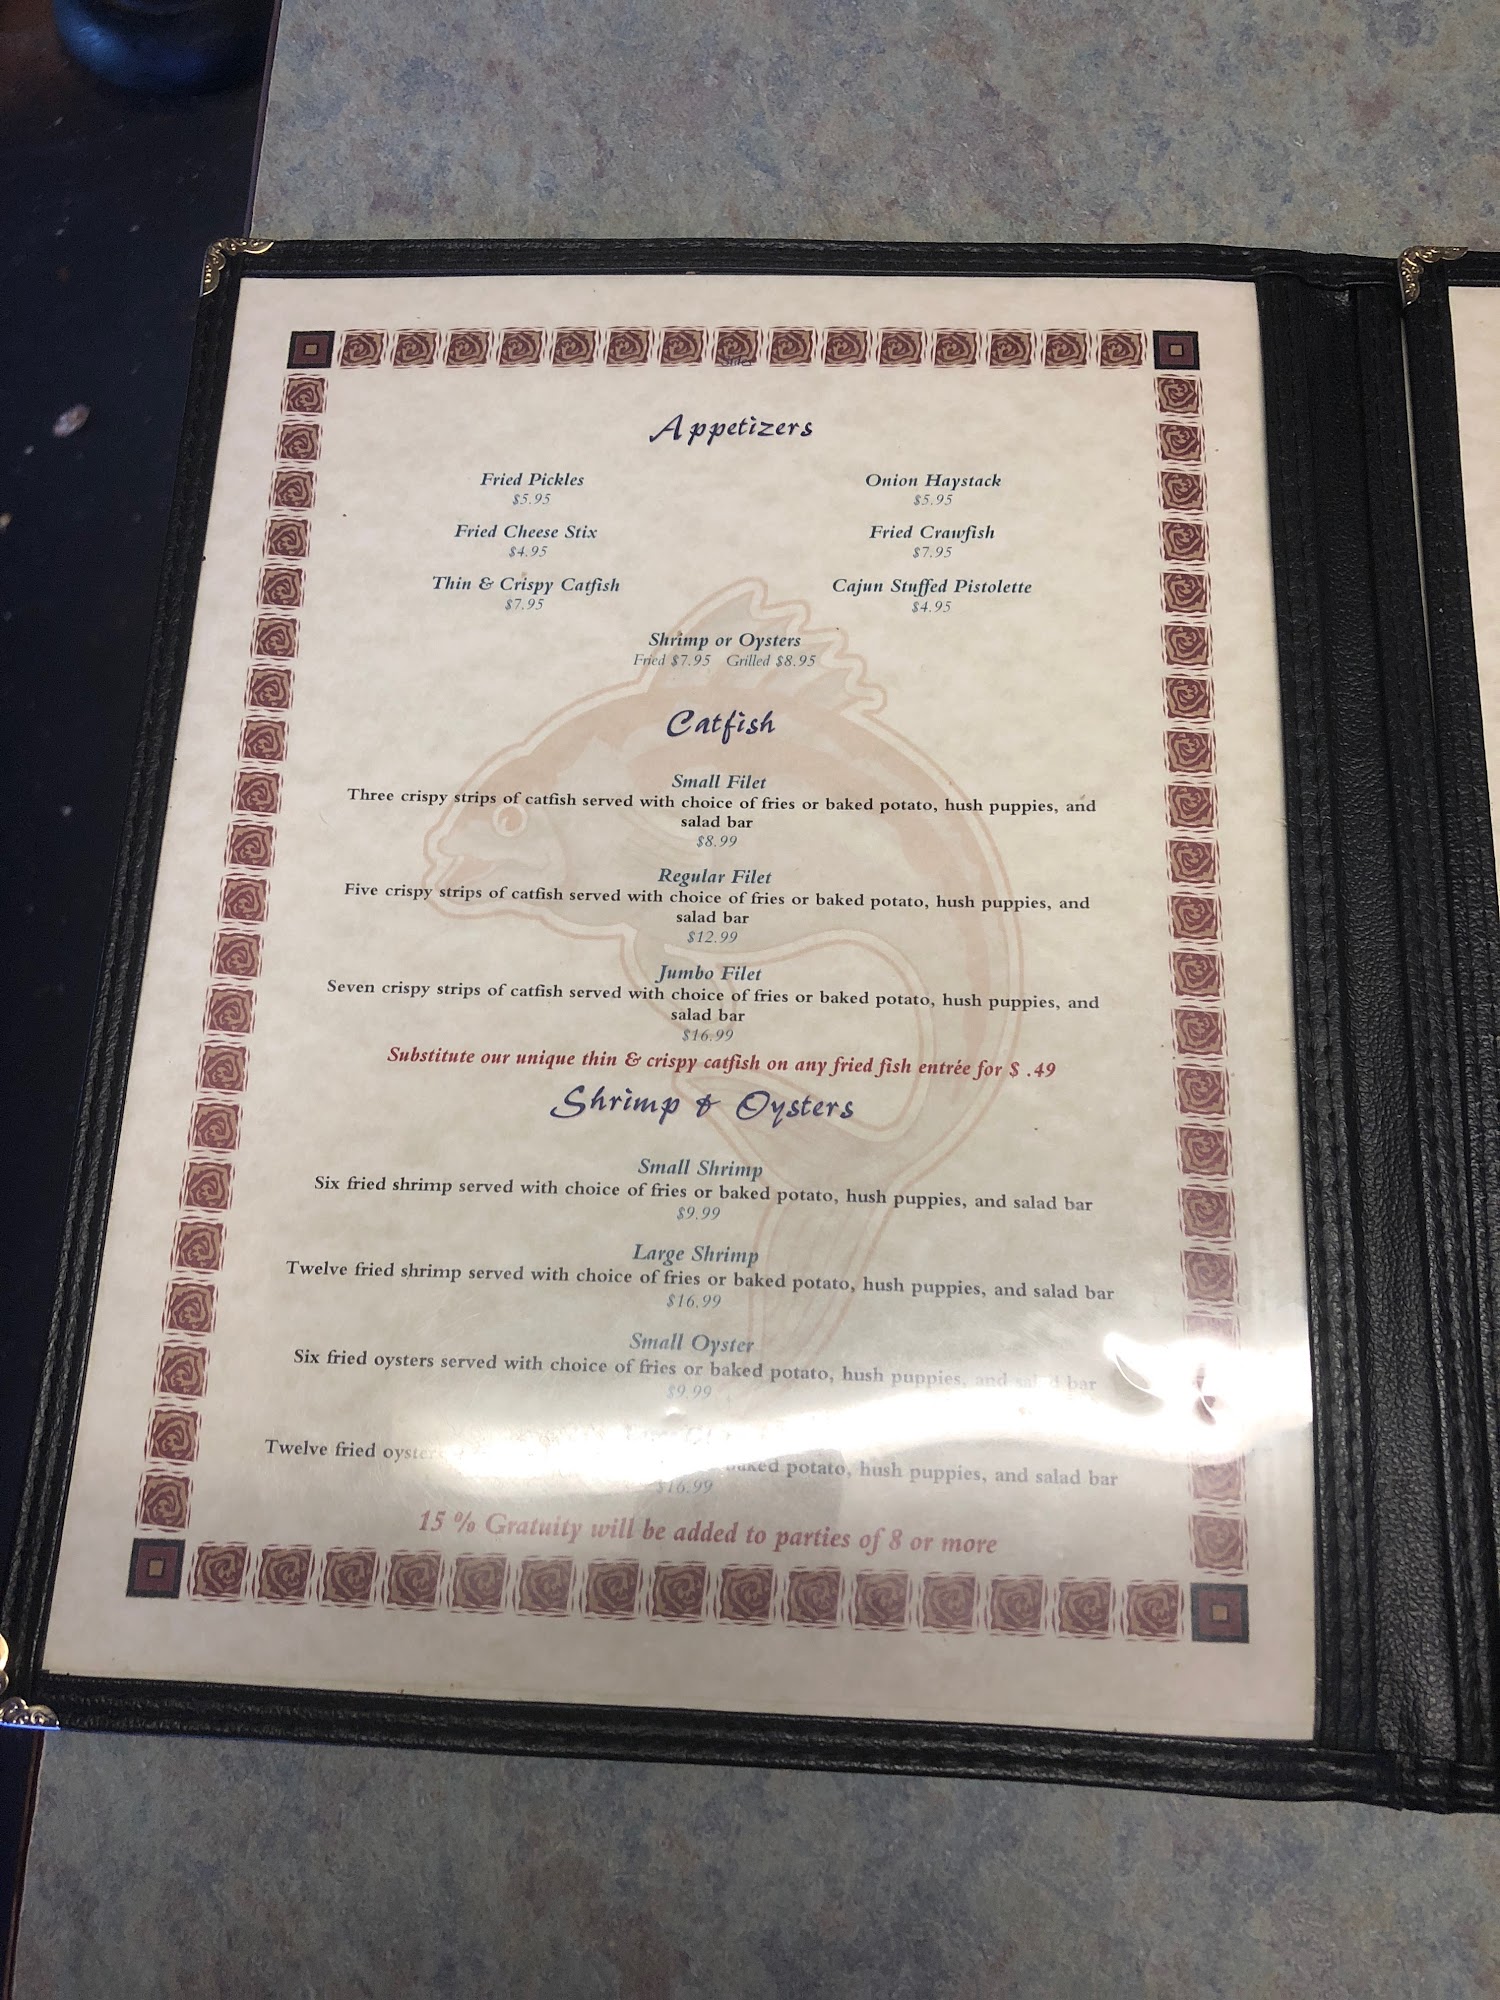 Appetizers
Fried Pickles
$5.95
Onion Haystack
$5.95
Fried Cheese Stix
$4.95
Fried Crawfish
$7.95
Thin & Crispy Catfish
$7.95
Cajun Stuffed Pistolette
$4.95
Shrimp or Oysters
Fried $7.95 Grilled $8.95
Catfish
Small Filet
Three crispy strips of catfish served with choice of fries or baked potato, hush puppies, and
salad bar
$8.99
Regular Filet
Five crispy strips of catfish served with choice of fries or baked potato, hush puppies, and
salad bar
$12.99
Jumbo Filet
Seven crispy strips of catfish served with choice of fries or baked potato, hush puppies, and
salad bar
$16.99
Substitute our unique thin & crispy catfish on any fried fish entrée for $ .49
Shrimp & Oysters
Small Shrimp
Six fried shrimp served with choice of fries or baked potato, hush puppies, and salad bar
$9.99
Large Shrimp
Twelve fried shrimp served with choice of fries or baked potato, hush puppies, and salad bar
$16.99
Small Oyster
Six fried oysters served with choice of fries or baked potato, hush puppies, and salad bar
$9.99
Twelve fried baked potato, hush puppies, and salad bar
$16.99
15 % Gratuity will be added to parties of 8 or more